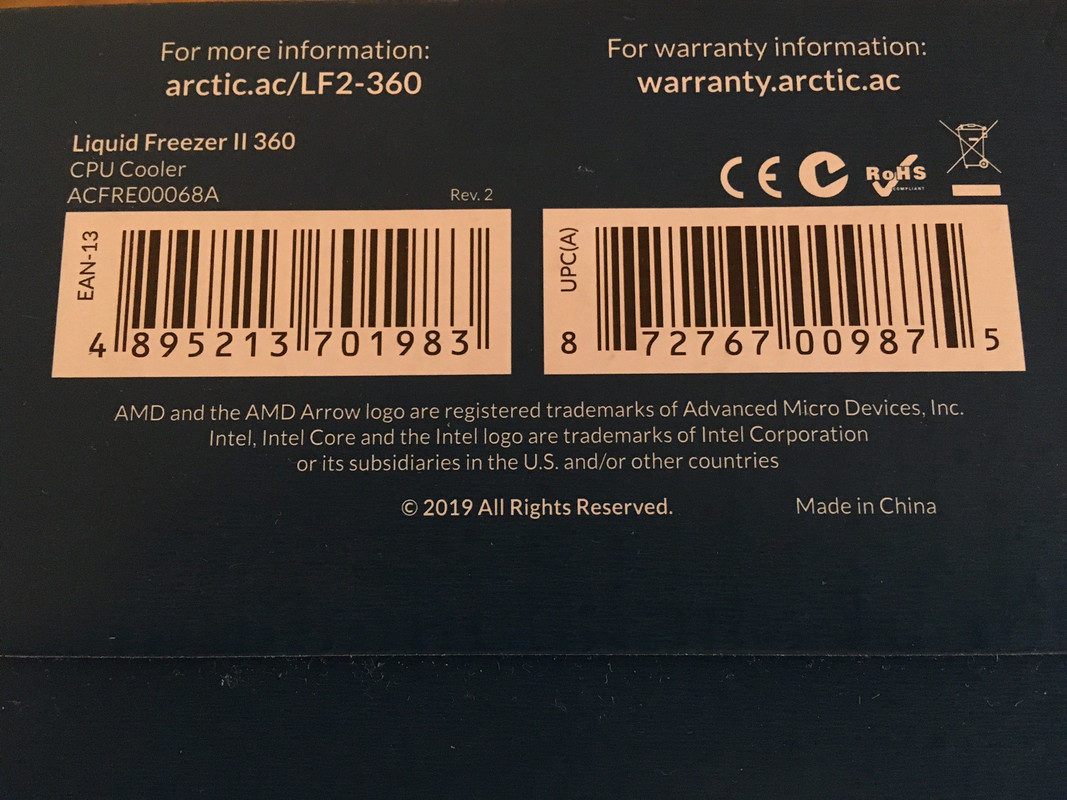 For more information:
arctic.ac/LF2-360
For warranty information:
warranty.arctic.ac
Liquid Freezer II 360
CPU Cooler
ACFRE00068A
Rev. 2
CE
RoHS
COMPLIANT
EAN-13
4 895213 701983
UPC(A)
8 72767 00987 5
AMD and the AMD Arrow logo are registered trademarks of Advanced Micro Devices, Inc.
Intel, Intel Core and the Intel logo are trademarks of Intel Corporation
or its subsidiaries in the U.S. and/or other countries
© 2019 All Rights Reserved.
Made in China